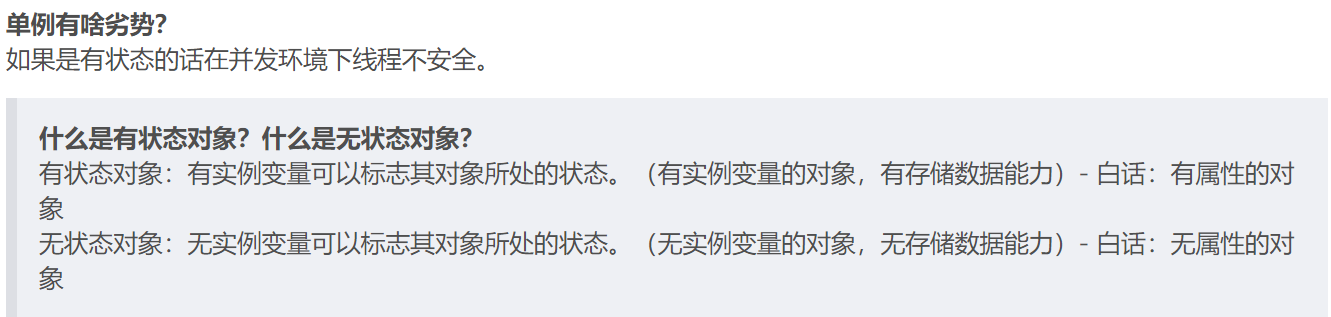 单例有啥劣势？
如果是有状态的话在并发环境下线程不安全。
什么是有状态对象？什么是无状态对象？
有状态对象：有实例变量可以标志其对象所处的状态。（有实例变量的对象，有存储数据能力）- 白话：有属性的对
象
无状态对象：无实例变量可以标志其对象所处的状态。（无实例变量的对象，无存储数据能力）- 白话：无属性的对
象